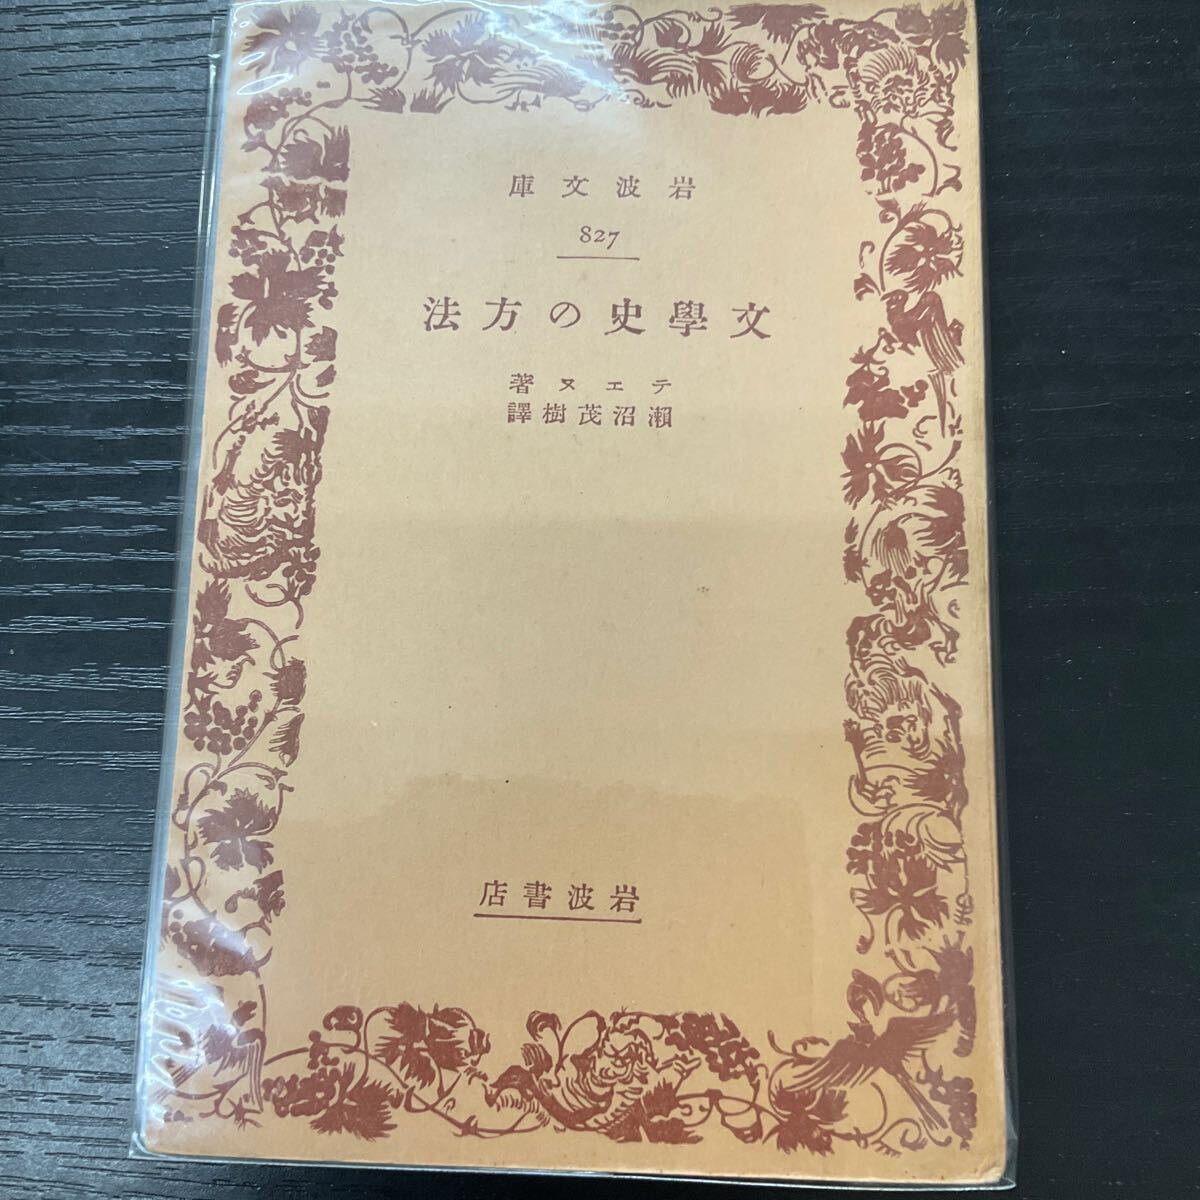 岩波文庫
827
文學史の方法
テエヌ著
瀨沼茂樹譯
岩波書店